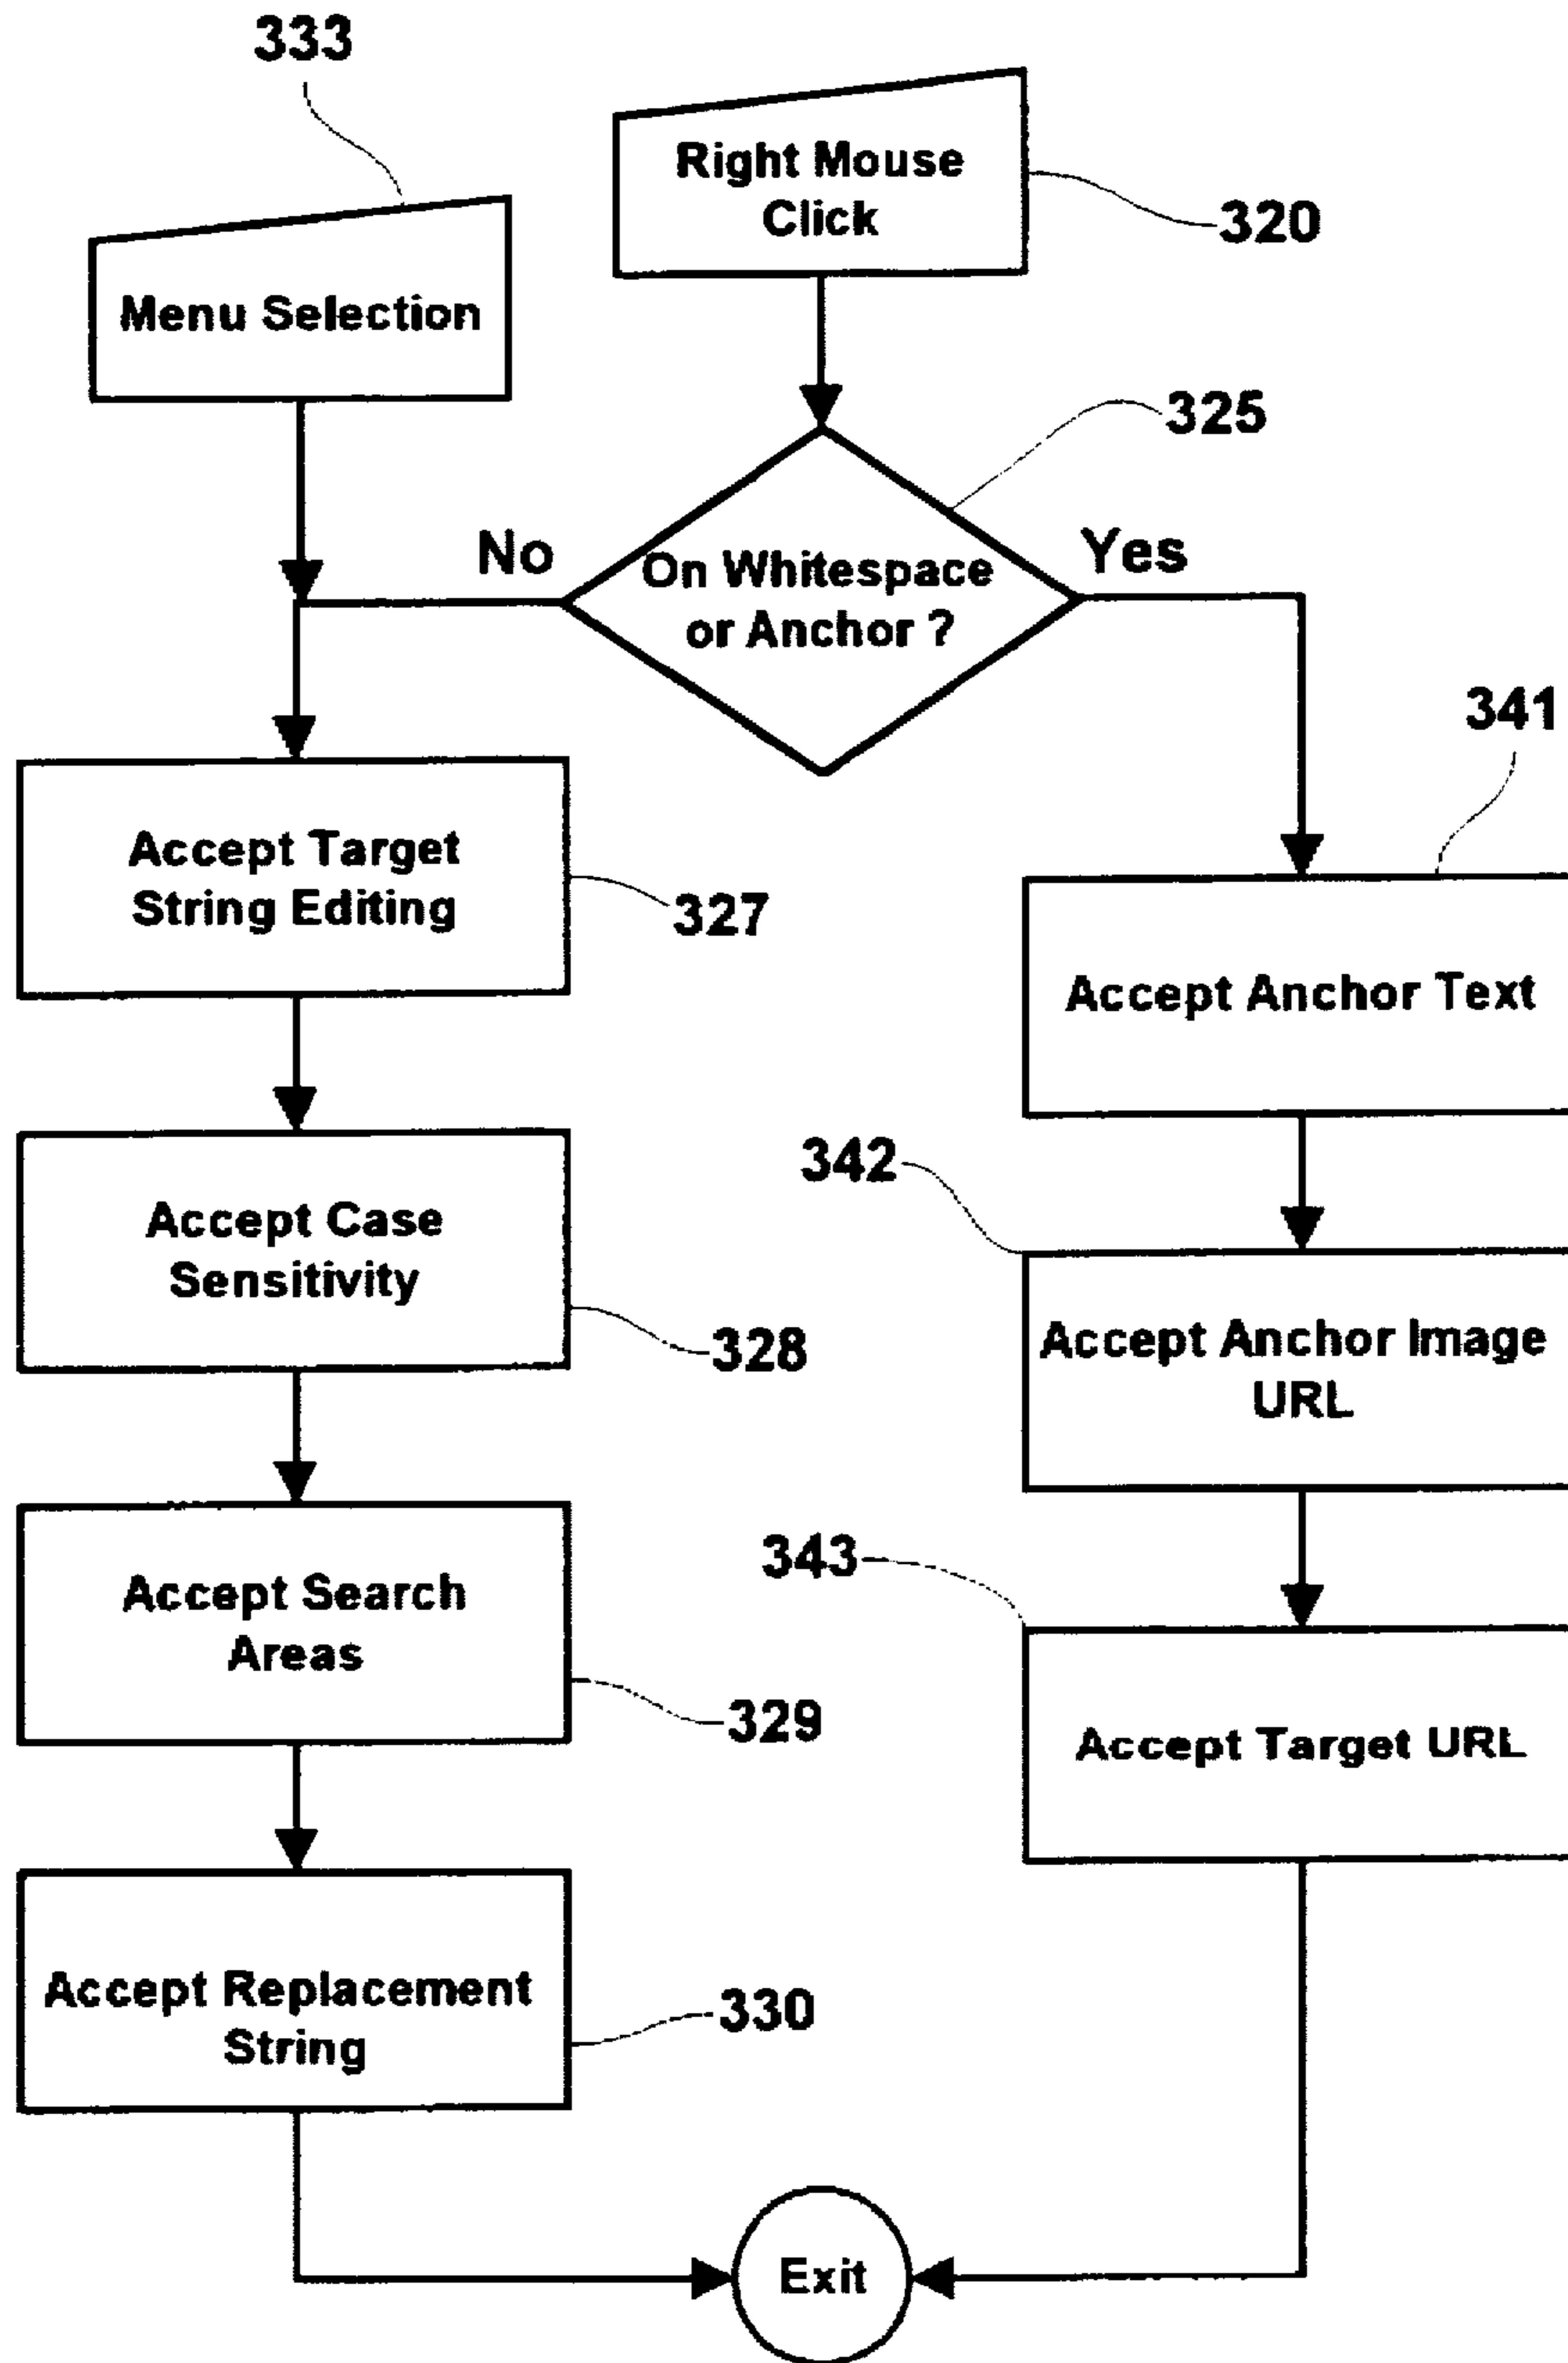 333
Right Mouse
Click
320
Menu Selection
325
No
Yes
On Whitespace
or Anchor ?
341
Accept Target
String Editing
327
Accept Anchor Text
342
Accept Case
Sensitivity
328
Accept Anchor Image
URL
343
Accept Search
Areas
329
Accept Target URL
Accept Replacement
String
330
Exit